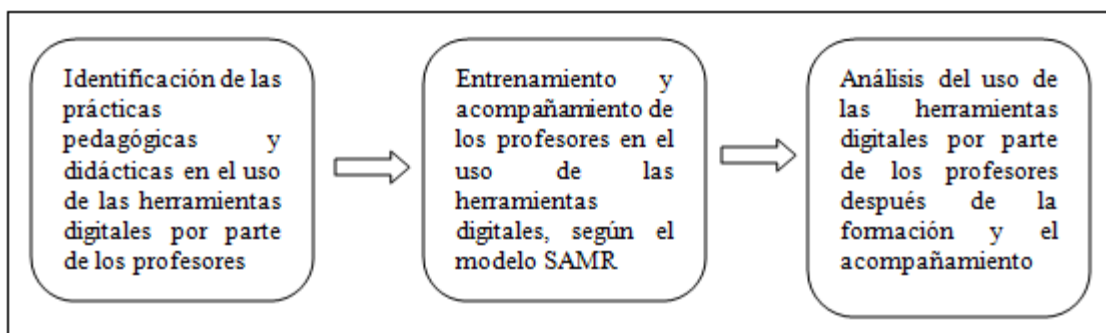 Identificación de las
prácticas
pedagógicas y
didácticas en el uso
de las herramientas
digitales por parte
de los profesores
Entrenamiento y
acompañamiento de
los profesores en el
uso de las
herramientas
digitales, según el
modelo SAMR
Análisis del uso de
las herramientas
digitales por parte
de los profesores
después de la
formación y el
acompañamiento